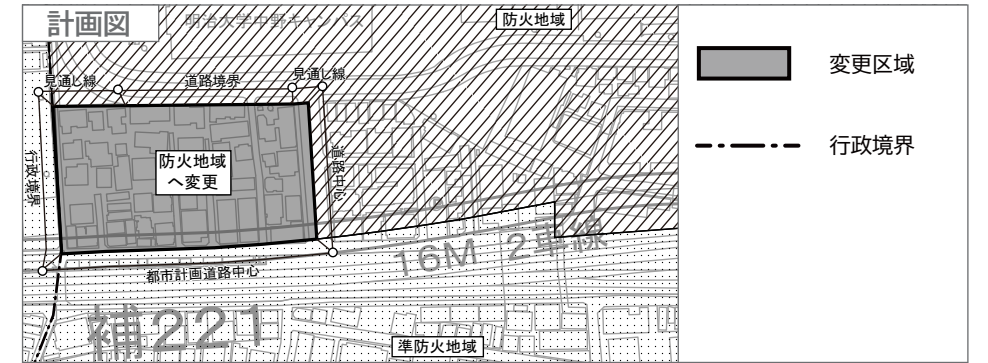 計画図
明治大学中野キャンパス
防火地域
見通し線
道路境界
見通し線
変更区域
行政境界
防火地域
へ変更
行政境界
道路中心
16M 2車線
都市計画道路中心
補221
準防火地域